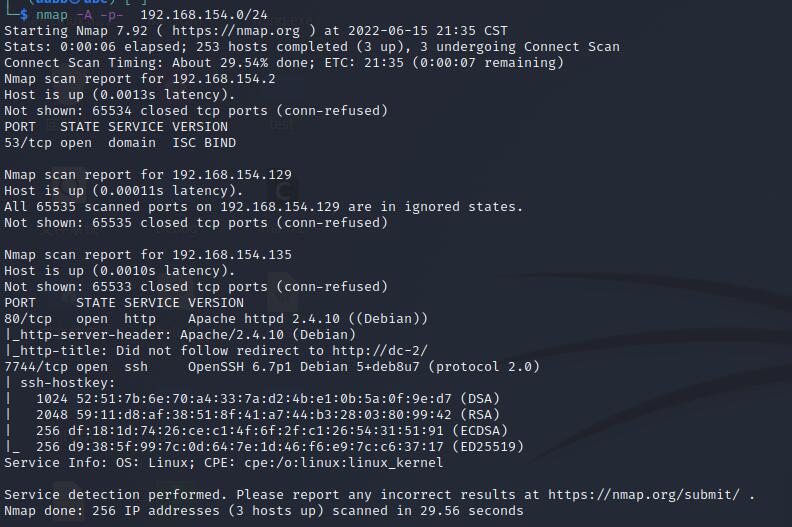 └─$ nmap -A -p-  192.168.154.0/24
Starting Nmap 7.92 ( https://nmap.org ) at 2022-06-15 21:35 CST
Stats: 0:00:06 elapsed; 253 hosts completed (3 up), 3 undergoing Connect Scan
Connect Scan Timing: About 29.54% done; ETC: 21:35 (0:00:07 remaining)
Nmap scan report for 192.168.154.2
Host is up (0.0013s latency).
Not shown: 65534 closed tcp ports (conn-refused)
PORT   STATE SERVICE VERSION
53/tcp open  domain  ISC BIND

Nmap scan report for 192.168.154.129
Host is up (0.00011s latency).
All 65535 scanned ports on 192.168.154.129 are in ignored states.
Not shown: 65535 closed tcp ports (conn-refused)

Nmap scan report for 192.168.154.135
Host is up (0.0010s latency).
Not shown: 65533 closed tcp ports (conn-refused)
PORT     STATE SERVICE VERSION
80/tcp   open  http    Apache httpd 2.4.10 ((Debian))
|_http-server-header: Apache/2.4.10 (Debian)
|_http-title: Did not follow redirect to http://dc-2/
7744/tcp open  ssh     OpenSSH 6.7p1 Debian 5+deb8u7 (protocol 2.0)
| ssh-hostkey:
|   1024 52:51:7b:6e:70:a4:33:7a:d2:4b:e1:0b:5a:0f:9e:d7 (DSA)
|   2048 59:11:d8:af:38:51:8f:41:a7:44:b3:28:03:80:99:42 (RSA)
|   256 df:18:1d:74:26:ce:c1:4f:6f:2f:c1:26:54:31:51:91 (ECDSA)
|_  256 d9:38:5f:99:7c:0d:64:7e:1d:46:f6:e9:7c:c6:37:17 (ED25519)
Service Info: OS: Linux; CPE: cpe:/o:linux:linux_kernel

Service detection performed. Please report any incorrect results at https://nmap.org/submit/ .
Nmap done: 256 IP addresses (3 hosts up) scanned in 29.56 seconds